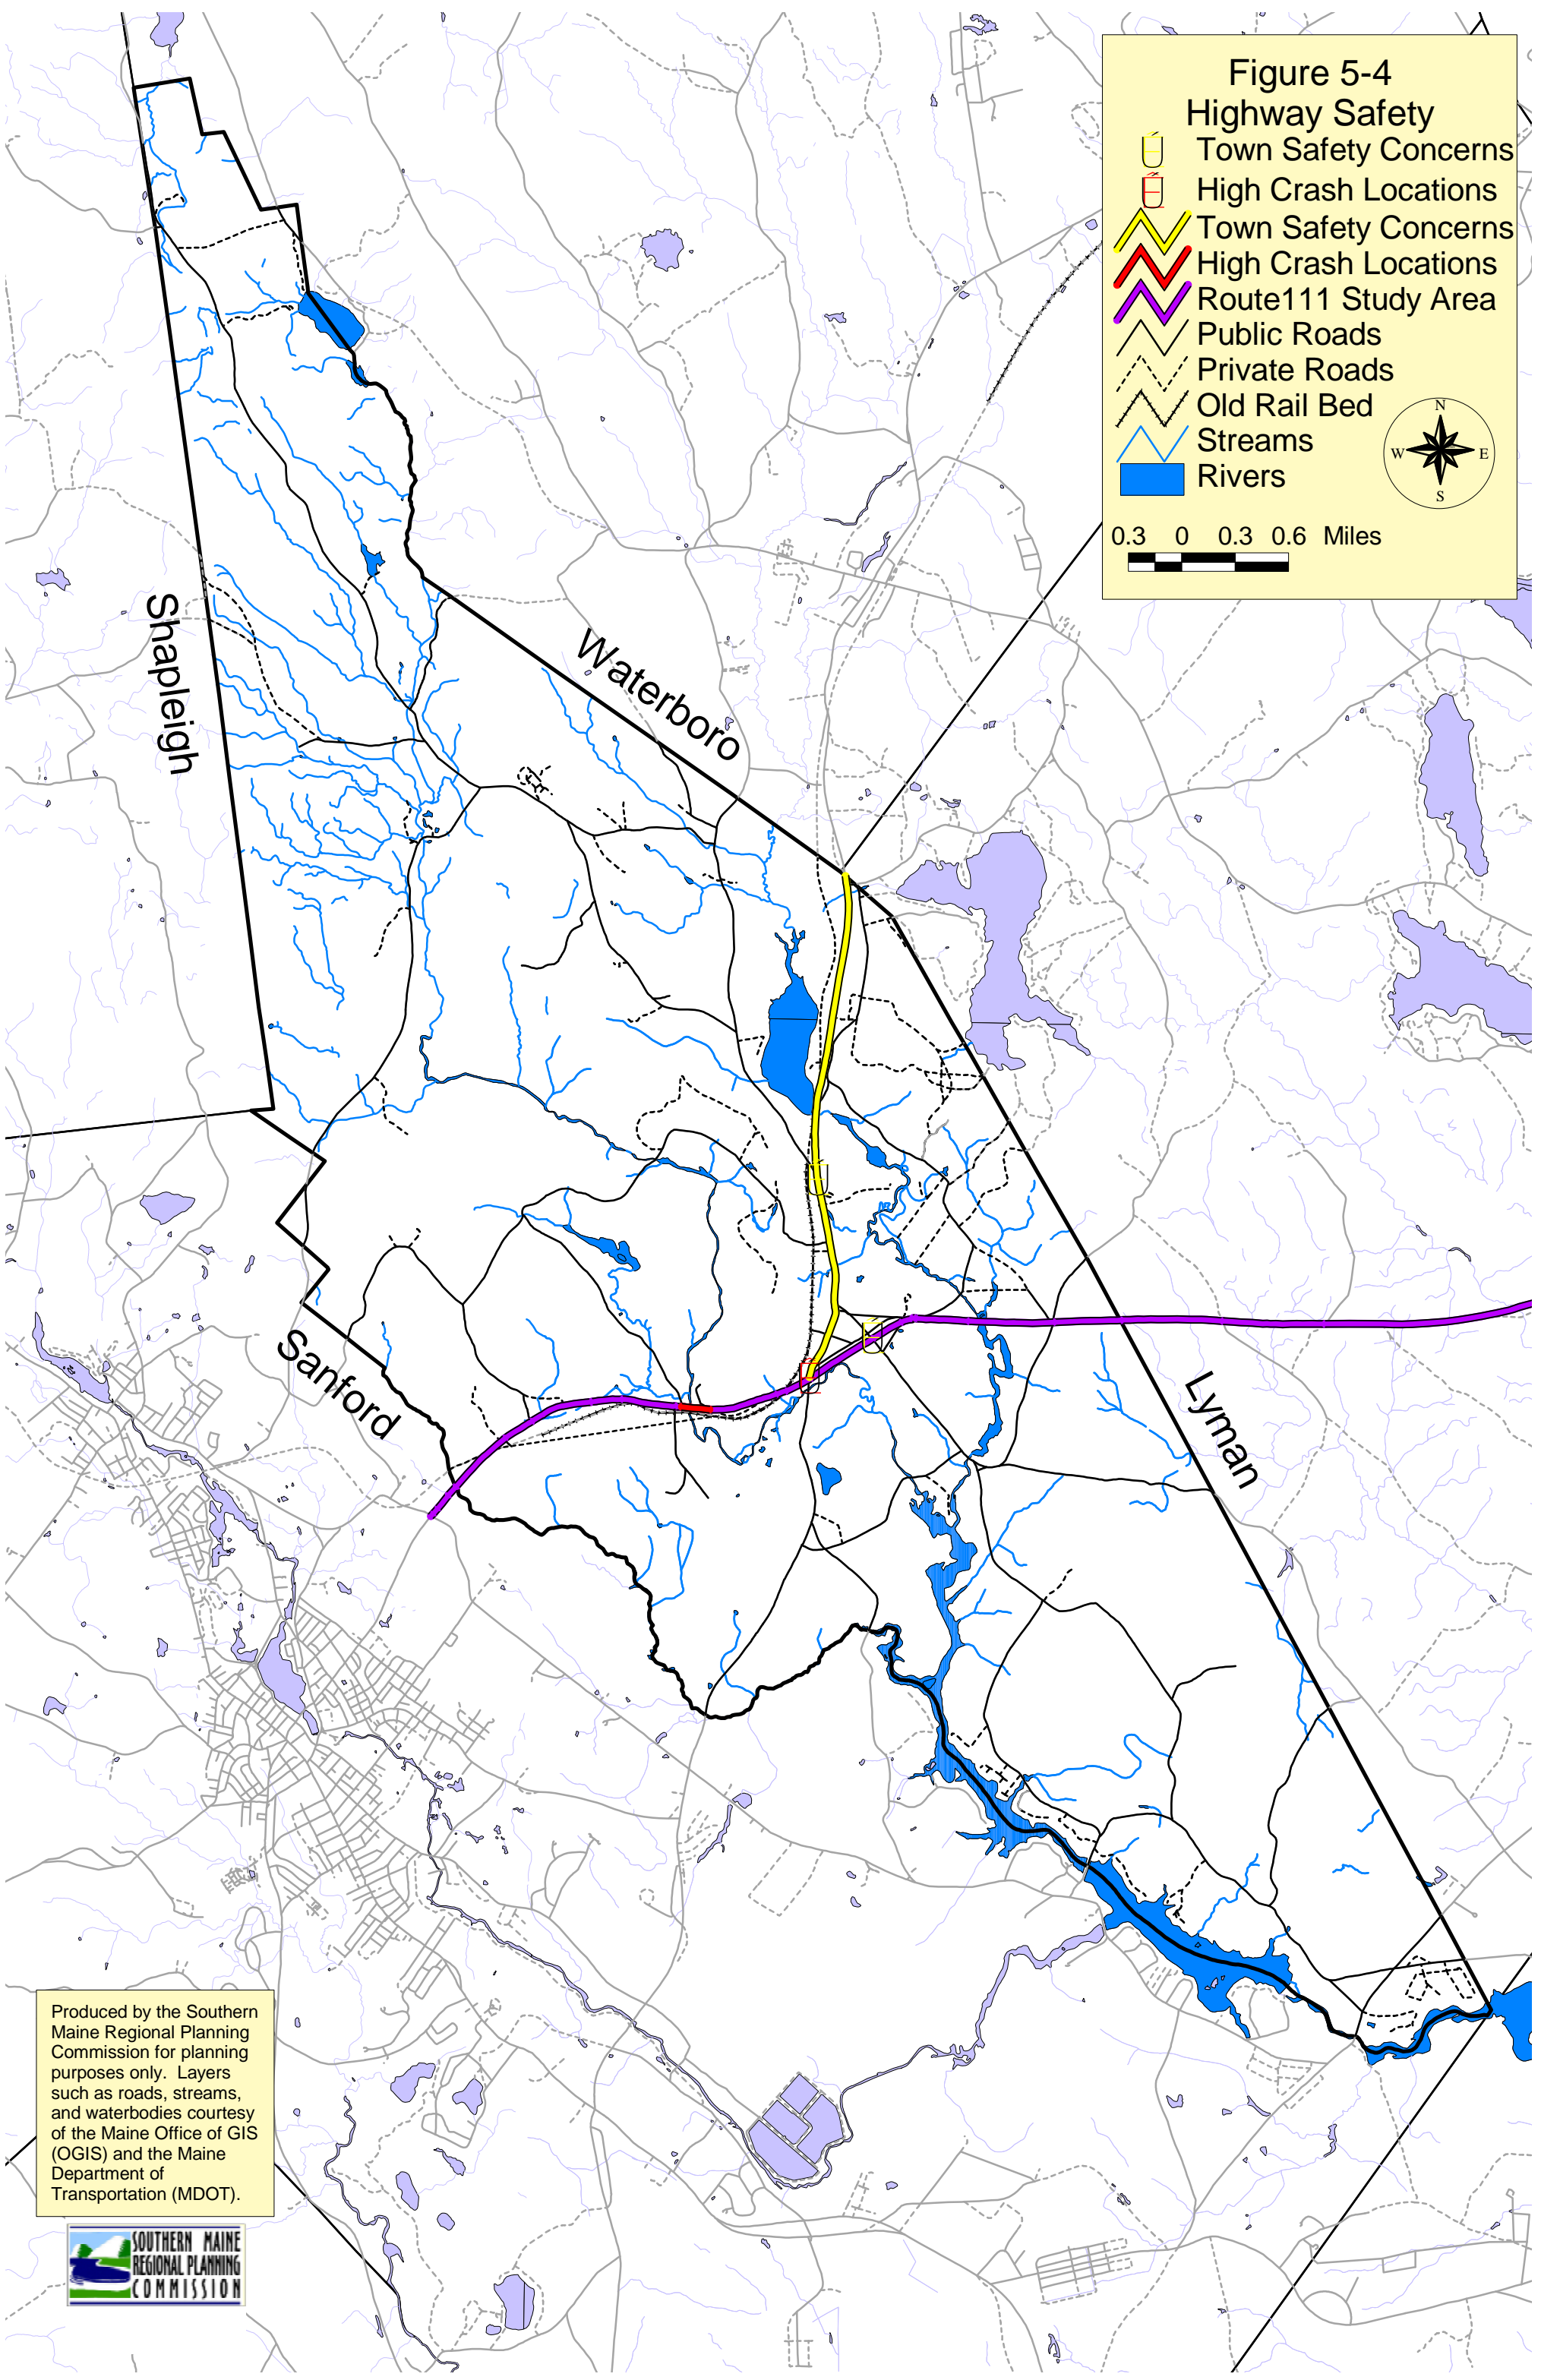 Figure 5-4
Highway Safety
Town Safety Concerns
High Crash Locations
Town Safety Concerns
High Crash Locations
Route111 Study Area
Public Roads
Private Roads
Old Rail Bed
Streams
Rivers
N
W E
S
0.3 0 0.3 0.6 Miles
Shapleigh
Waterboro
Sanford
Lyman
Produced by the Southern
Maine Regional Planning
Commission for planning
purposes only. Layers
such as roads, streams,
and waterbodies courtesy
of the Maine Office of GIS
(OGIS) and the Maine
Department of
Transportation (MDOT).
SOUTHERN MAINE
REGIONAL PLANNING
COMMISSION